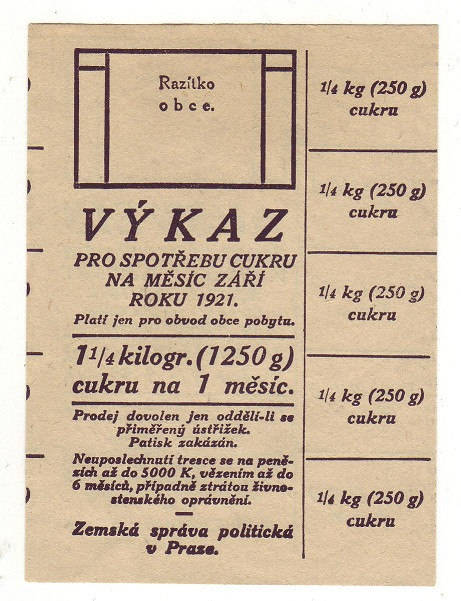 Razítko
obce.
VÝKAZ
PRO SPOTŘEBU CUKRU
NA MĚSÍC ZÁŘÍ
ROKU 1921.
Platí jen pro obvod obce pobytu.
1 1/4 kilogr. (1250 g)
cukru na 1 měsíc.
Prodej dovolen jen oddělí-li se
přiměřený ústřižek.
Patisk zakázán.
Neuposlechnutí tresce se na peně-
zích až do 5000 K, vězením až do
6 měsíců, případně ztrátou živno-
stenského oprávnění.
Zemská správa politická
v Praze.
1/4 kg (250 g)
cukru
1/4 kg (250 g)
cukru
1/4 kg (250 g)
cukru
1/4 kg (250 g)
cukru
1/4 kg (250 g)
cukru